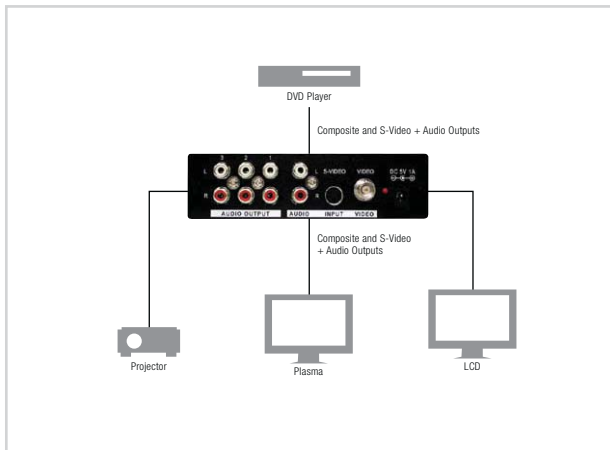 DVD Player
Composite and S-Video + Audio Outputs
3 2 1
L L S-VIDEO VIDEO DC 5V 1A
R R
AUDIO OUTPUT AUDIO INPUT VIDEO
Composite and S-Video
+ Audio Outputs
Projector
Plasma
LCD